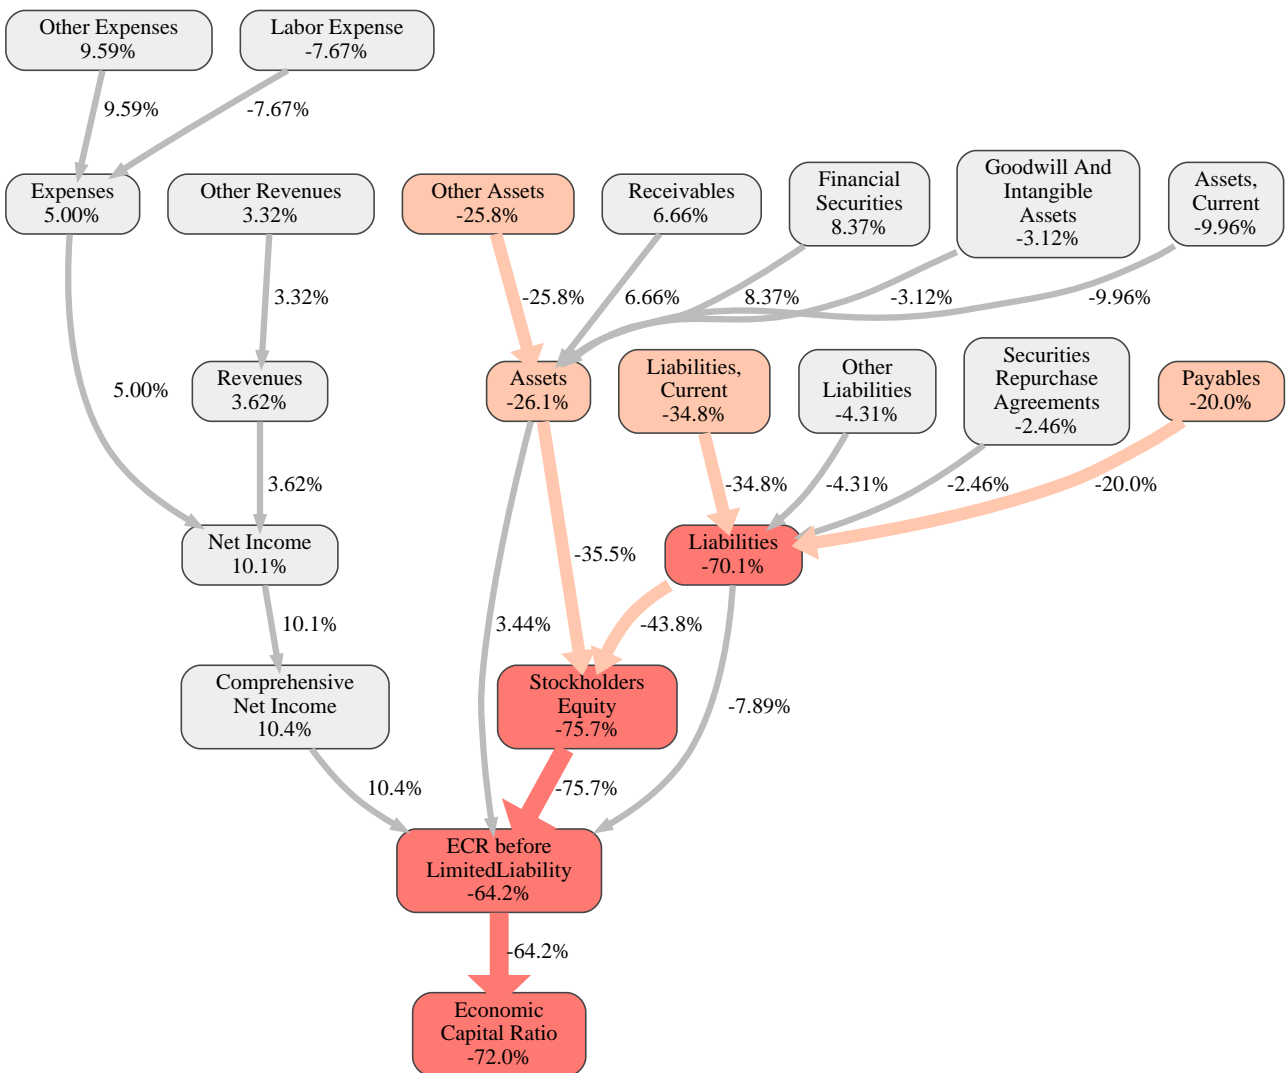 Other Expenses
9.59%
Labor Expense
-7.67%
9.59%
-7.67%
Expenses
5.00%
Other Revenues
3.32%
Other Assets
-25.8%
Receivables
6.66%
Financial
Securities
8.37%
Goodwill And
Intangible
Assets
-3.12%
Assets,
Current
-9.96%
3.32%
-25.8%
6.66%
8.37%
-3.12%
-9.96%
5.00%
Revenues
3.62%
Assets
-26.1%
Liabilities,
Current
-34.8%
Other
Liabilities
-4.31%
Securities
Repurchase
Agreements
-2.46%
Payables
-20.0%
3.62%
-34.8%
-4.31%
-2.46%
-20.0%
Net Income
10.1%
-35.5%
Liabilities
-70.1%
10.1%
3.44%
-43.8%
Comprehensive
Net Income
10.4%
Stockholders
Equity
-75.7%
-7.89%
10.4%
-75.7%
ECR before
LimitedLiability
-64.2%
-64.2%
Economic
Capital Ratio
-72.0%